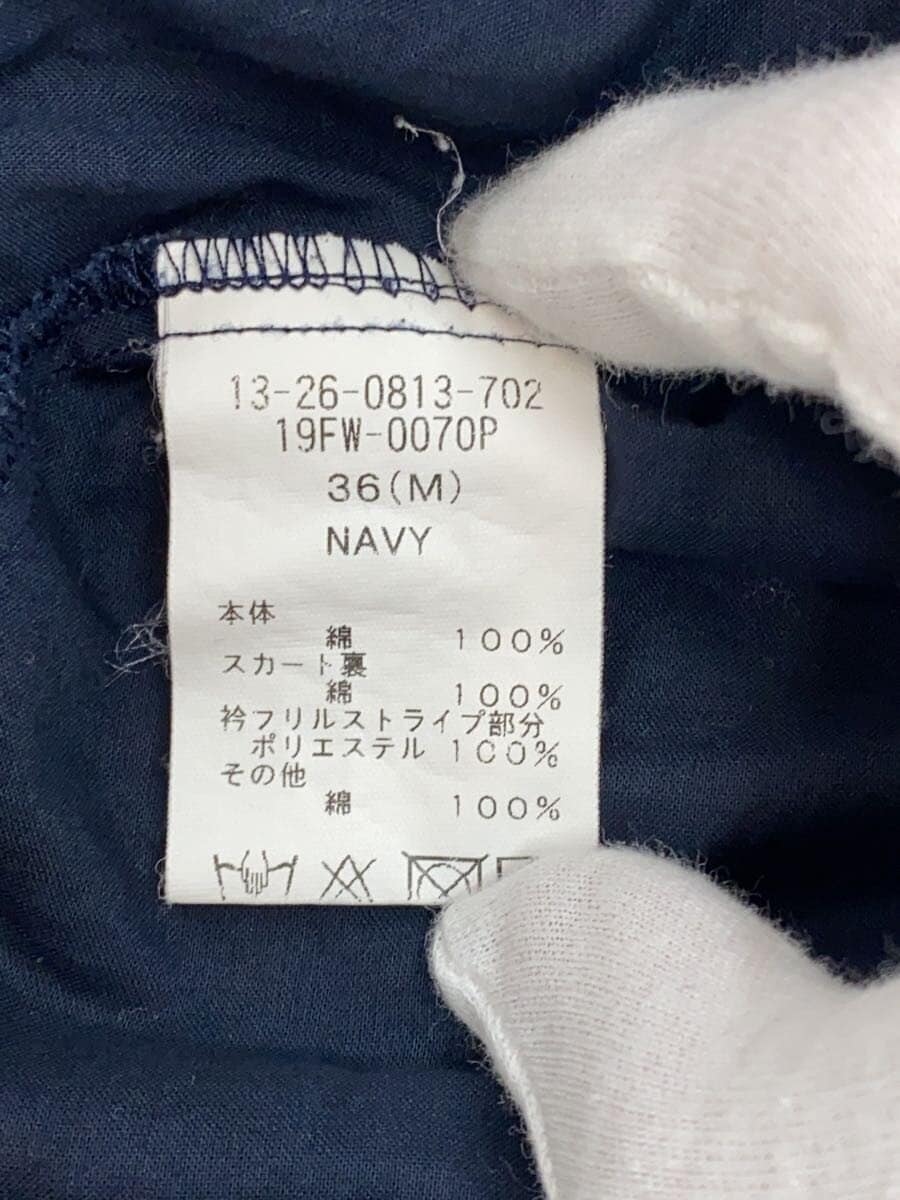 13-26-0813-702
19FW-0070P
36(M)
NAVY
本体
綿 100%
スカート裏
綿 100%
衿フリルストライプ部分
ポリエステル 100%
その他
綿 100%